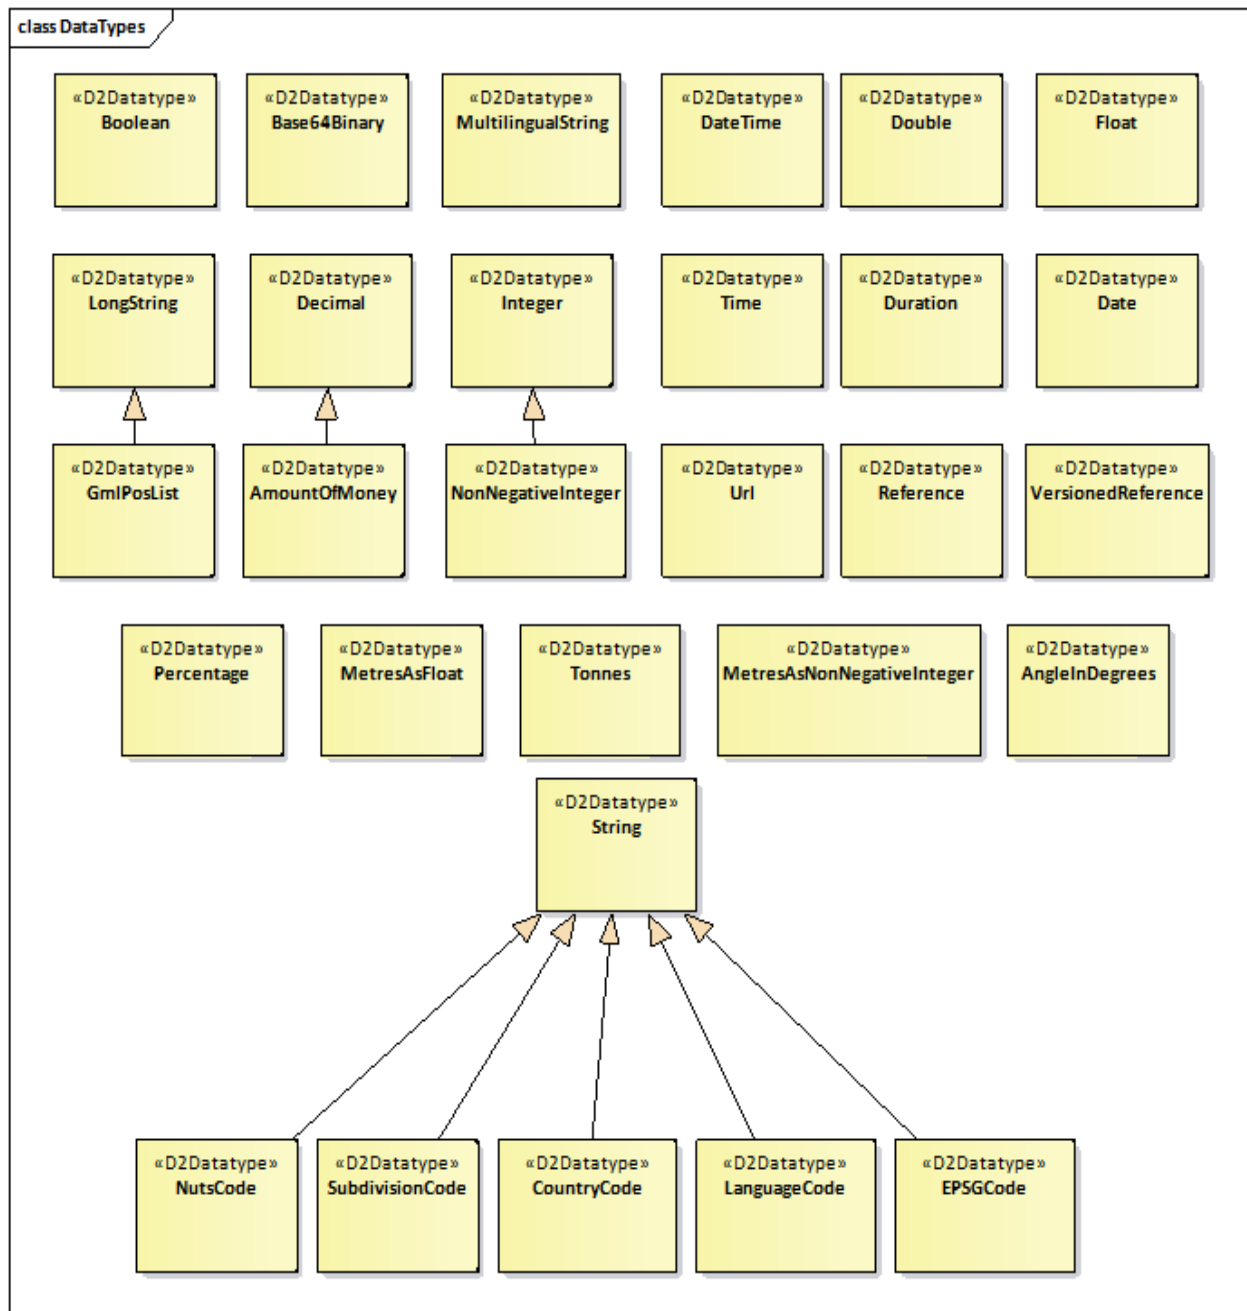 class DataTypes
«D2Datatype»
Boolean
«D2Datatype»
Base64Binary
«D2Datatype»
MultilingualString
«D2Datatype»
DateTime
«D2Datatype»
Double
«D2Datatype»
Float
«D2Datatype»
LongString
«D2Datatype»
Decimal
«D2Datatype»
Integer
«D2Datatype»
Time
«D2Datatype»
Duration
«D2Datatype»
Date
«D2Datatype»
GmlPosList
«D2Datatype»
AmountOfMoney
«D2Datatype»
NonNegativeInteger
«D2Datatype»
Url
«D2Datatype»
Reference
«D2Datatype»
VersionedReference
«D2Datatype»
Percentage
«D2Datatype»
MetresAsFloat
«D2Datatype»
Tonnes
«D2Datatype»
MetresAsNonNegativeInteger
«D2Datatype»
AngleInDegrees
«D2Datatype»
String
«D2Datatype»
NutsCode
«D2Datatype»
SubdivisionCode
«D2Datatype»
CountryCode
«D2Datatype»
LanguageCode
«D2Datatype»
EPSGCode